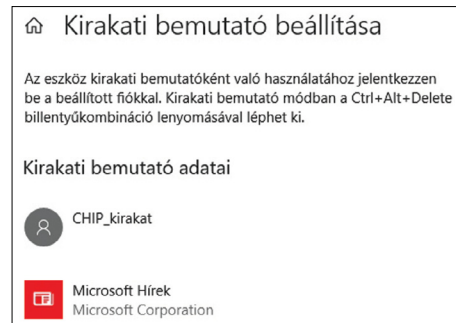 Kirakati bemutató beállítása
Az eszköz kirakati bemutatóként való használatához jelentkezzen
be a beállított fiókkal. Kirakati bemutató módban a Ctrl+Alt+Delete
billentyűkombináció lenyomásával léphet ki.
Kirakati bemutató adatai
CHIP_kirakat
Microsoft Hírek
Microsoft Corporation